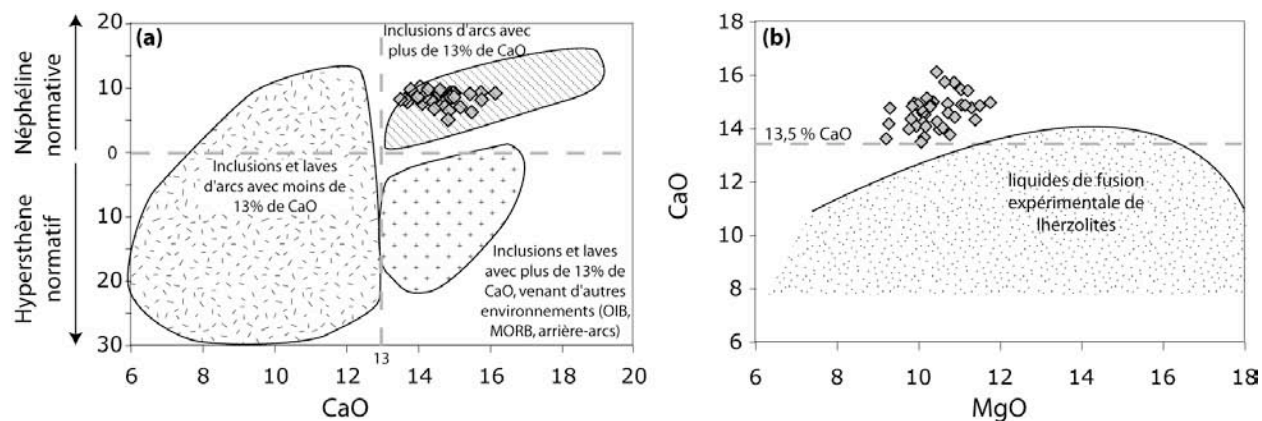 (a)
20
10
0
10
20
30
Néphéline
normative
Hypersthène
normatif
Inclusions d'arcs avec
plus de 13% de CaO
Inclusions et laves
d'arcs avec moins de
13% de CaO
Inclusions et laves
avec plus de 13% de
CaO, venant d'autres
environnements (OIB,
MORB, arrière-arcs)
6 8 10 12 13 14 16 18 20
CaO
(b)
18
16
14
12
10
8
6
CaO
13,5 % CaO
liquides de fusion
expérimentale de
lherzolites
6 8 10 12 14 16 18
MgO